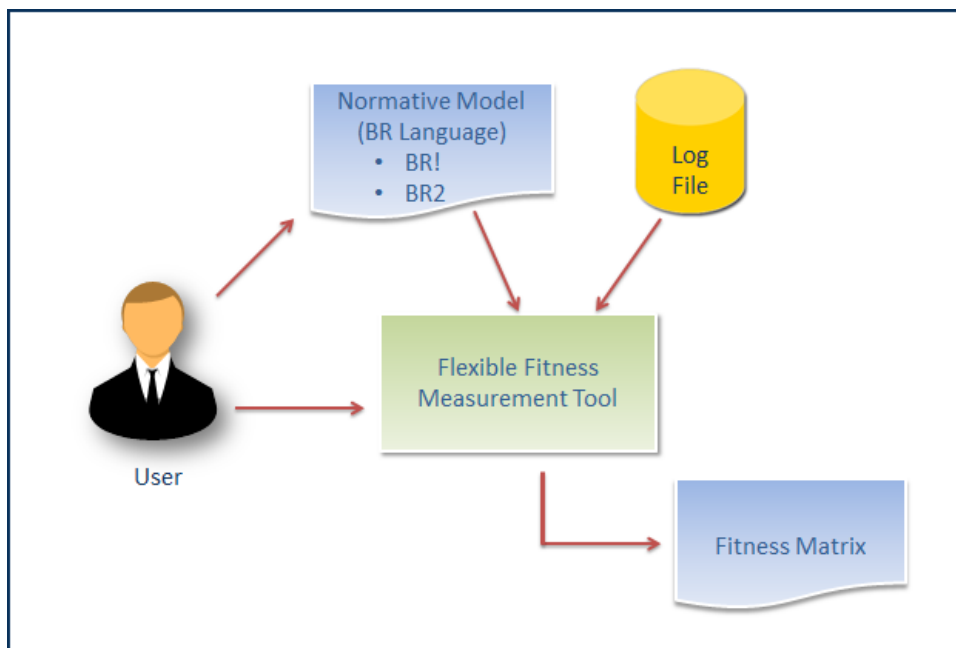 Normative Model
(BR Language)
• BR!
• BR2
Log
File
Flexible Fitness
Measurement Tool
User
Fitness Matrix